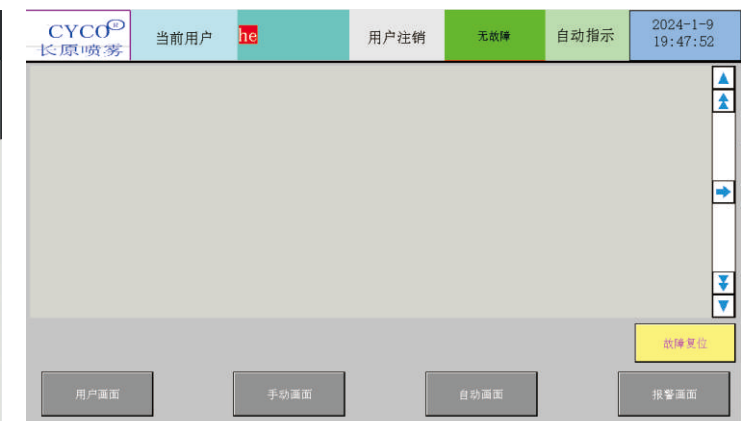 CYCO®
长原喷雾
当前用户
he
用户注销
无故障
自动指示
2024-1-9
19:47:52
故障复位
用户画面
手动画面
自动画面
报警画面